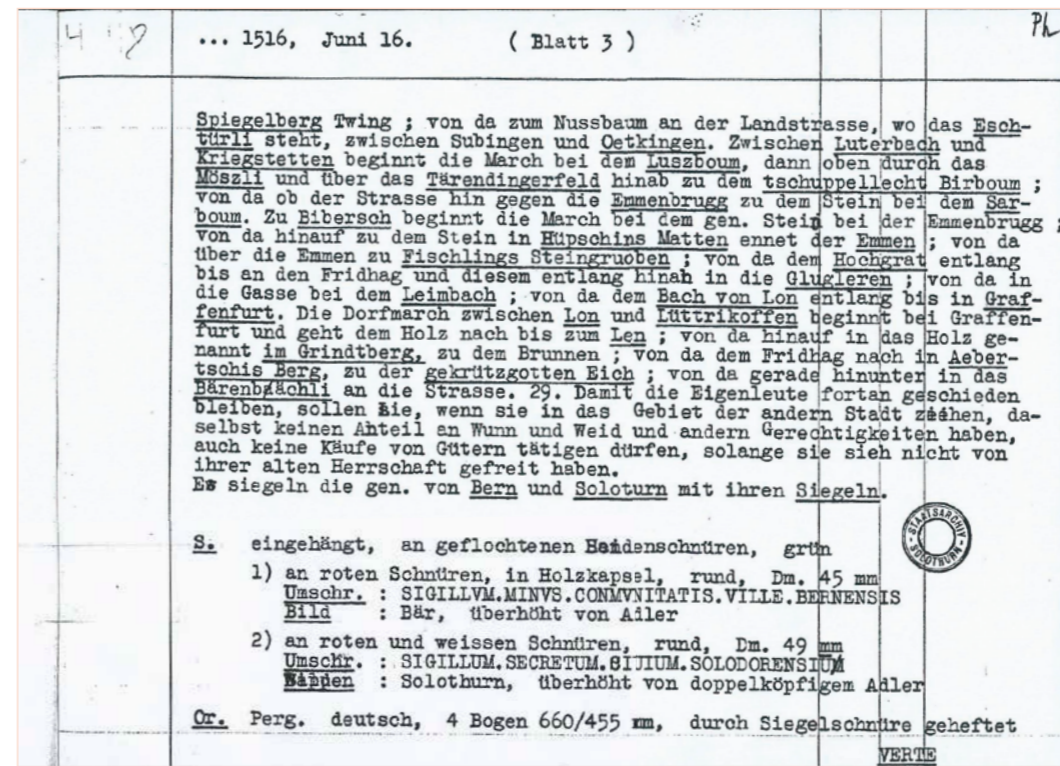 ... 1516, Juni 16. ( Blatt 3 )
Spiegelberg Twing ; von da zum Nussbaum an der Landstrasse, wo das Esch-
türli steht, zwischen Subingen und Oetkingen. Zwischen Luterbach und
Kriegstetten beginnt die March bei dem Luszboum, dann oben durch das
Möszli und über das Tärendingerfeld hinab zu dem tschuppellecht Birboum ;
von da ob der Strasse hin gegen die Emmenbrugg zu dem Stein bei dem Sar-
boum. Zu Bibersch beginnt die March bei dem gen. Stein bei der Emmenbrugg ;
von da hinauf zu dem Stein in Hüpschins Matten ennet der Emmen ; von da
über die Emmen zu Fischlings Steingruoben ; von da dem Hochgrat entlang
bis an den Fridhag und diesem entlang hinab in die Glugleren ; von da in
die Gasse bei dem Leimbach ; von da dem Bach von Lon entlang bis in Graf-
fenfurt. Die Dorfmarch zwischen Lon und Lüttrikoffen beginnt bei Graffen-
furt und geht dem Holz nach bis zum Len ; von da hinauf in das Holz ge-
nannt im Grindtberg, zu dem Brunnen ; von da dem Fridhag nach in Aeber-
tschis Berg, zu der gekrützgotten Eich ; von da gerade hinunter in das
Bärenbächli an die Strasse. 29. Damit die Eigenleute fortan geschieden
bleiben, sollen sie, wenn sie in das Gebiet der andern Stadt ziehen, da-
selbst keinen Anteil an Wunn und Weid und andern Gerechtigkeiten haben,
auch keine Käufe von Gütern tätigen dürfen, solange sie sieh nicht von
ihrer alten Herrschaft gefreit haben.
Es siegeln die gen. von Bern und Soloturn mit ihren Siegeln.
STAATSARCHIV SOLOTHURN
S. eingehängt, an geflochtenen Seidenschnüren, grün
1) an roten Schnüren, in Holzkapsel, rund, Dm. 45 mm
Umschr. : SIGILLVM.MINVS.CONMVNITATIS.VILLE.BERNENSIS
Bild : Bär, überhöht von Adler
2) an roten und weissen Schnüren, rund, Dm. 49 mm
Umschr. : SIGILLUM.SECRETUM.CIVIUM.SOLODORENSIUM
Wappen : Solothurn, überhöht von doppelköpfigem Adler
Or. Perg. deutsch, 4 Bogen 660/455 mm, durch Siegelschnüre geheftet
VERTE